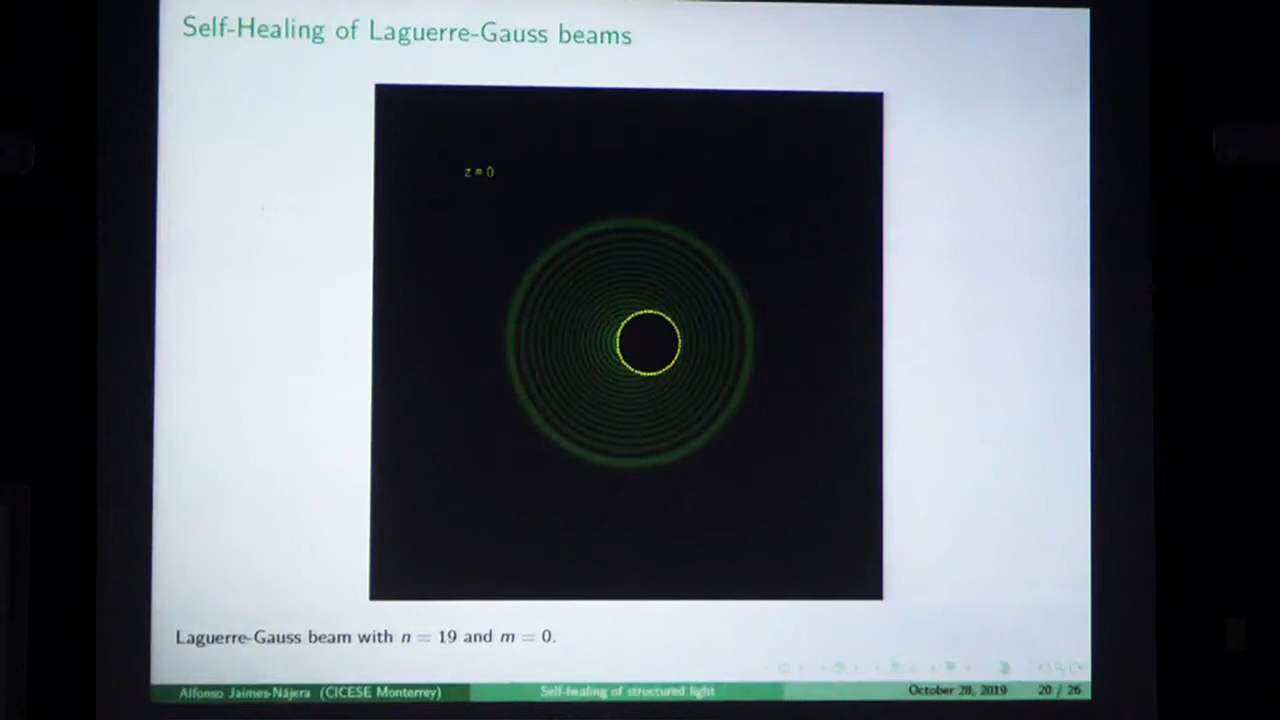 Self-Healing of Laguerre-Gauss beams
z = 0
Laguerre-Gauss beam with n = 19 and m = 0.
Alfonso Jaimes-Nájera (CICESE Monterrey)
Self-healing of structured light
October 28, 2019
20 / 26